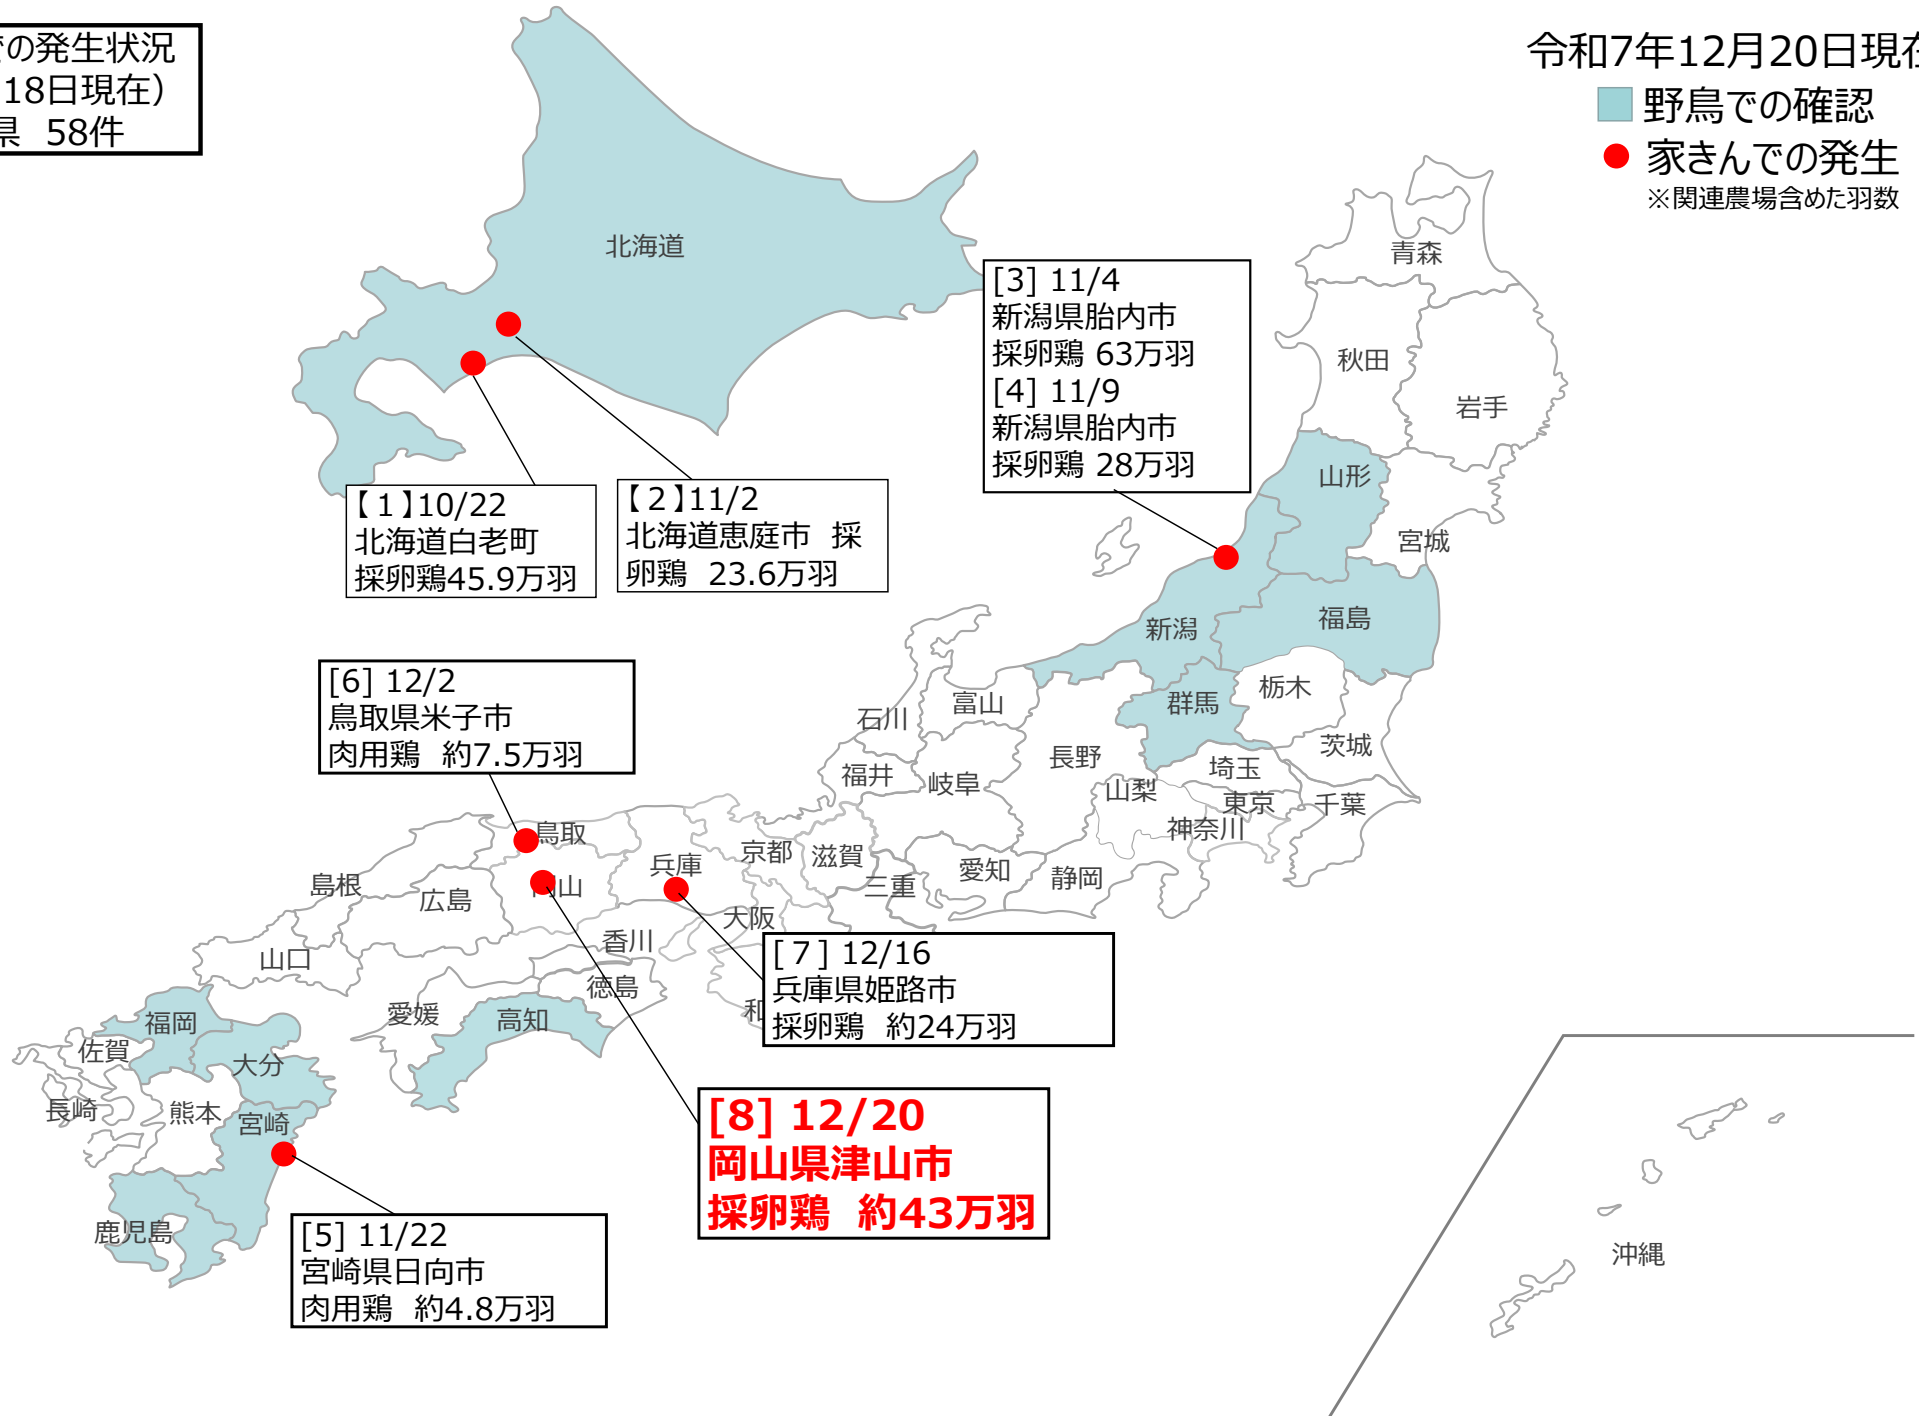 での発生状況
18日現在）
県 58件
令和7年12月20日現在
野鳥での確認
家きんでの発生
※関連農場含めた羽数
北海道
青森
[3] 11/4
新潟県胎内市
採卵鶏 63万羽
[4] 11/9
新潟県胎内市
採卵鶏 28万羽
秋田
岩手
山形
宮城
【１】10/22
北海道白老町
採卵鶏45.9万羽
【２】11/2
北海道恵庭市 採
卵鶏 23.6万羽
新潟
福島
[6] 12/2
鳥取県米子市
肉用鶏 約7.5万羽
石川
富山
群馬
栃木
福井
岐阜
長野
山梨
埼玉
茨城
東京
千葉
神奈川
鳥取
島根
広島
山
兵庫
京都
滋賀
三重
愛知
静岡
大阪
香川
山口
徳島
愛媛
高知
和
[７] 12/16
兵庫県姫路市
採卵鶏 約24万羽
福岡
佐賀
大分
長崎
熊本
宮崎
鹿児島
[8] 12/20
岡山県津山市
採卵鶏 約43万羽
[5] 11/22
宮崎県日向市
肉用鶏 約4.8万羽
沖縄